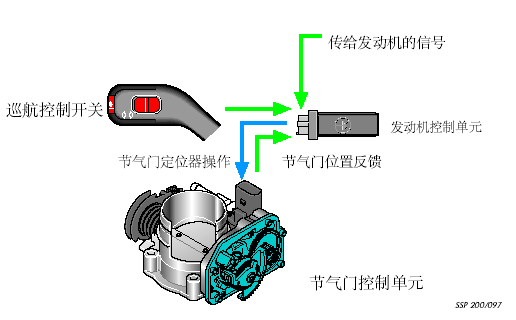 传给发动机的信号
巡航控制开关
发动机控制单元
节气门定位器操作
节气门位置反馈
节气门控制单元
SSP 200/097